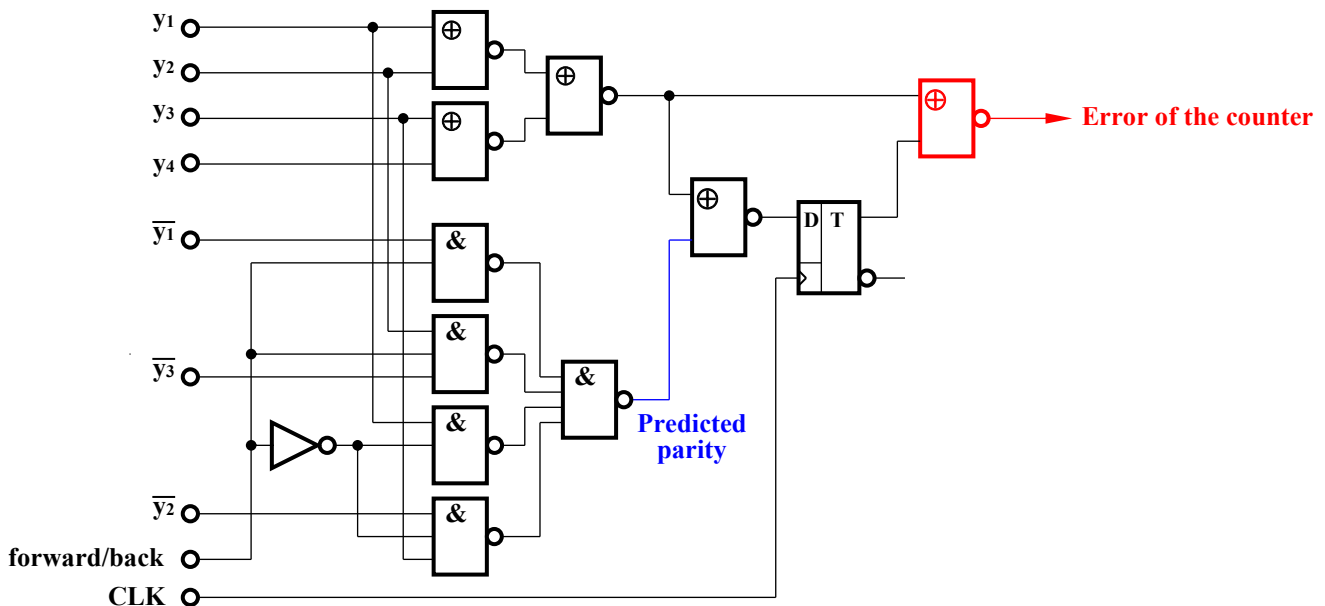 y1
y2
y3
y4
y1
y3
y2
forward/back
CLK
⊕
⊕
⊕
⊕
⊕
&
&
&
&
&
D T
Predicted
parity
Error of the counter